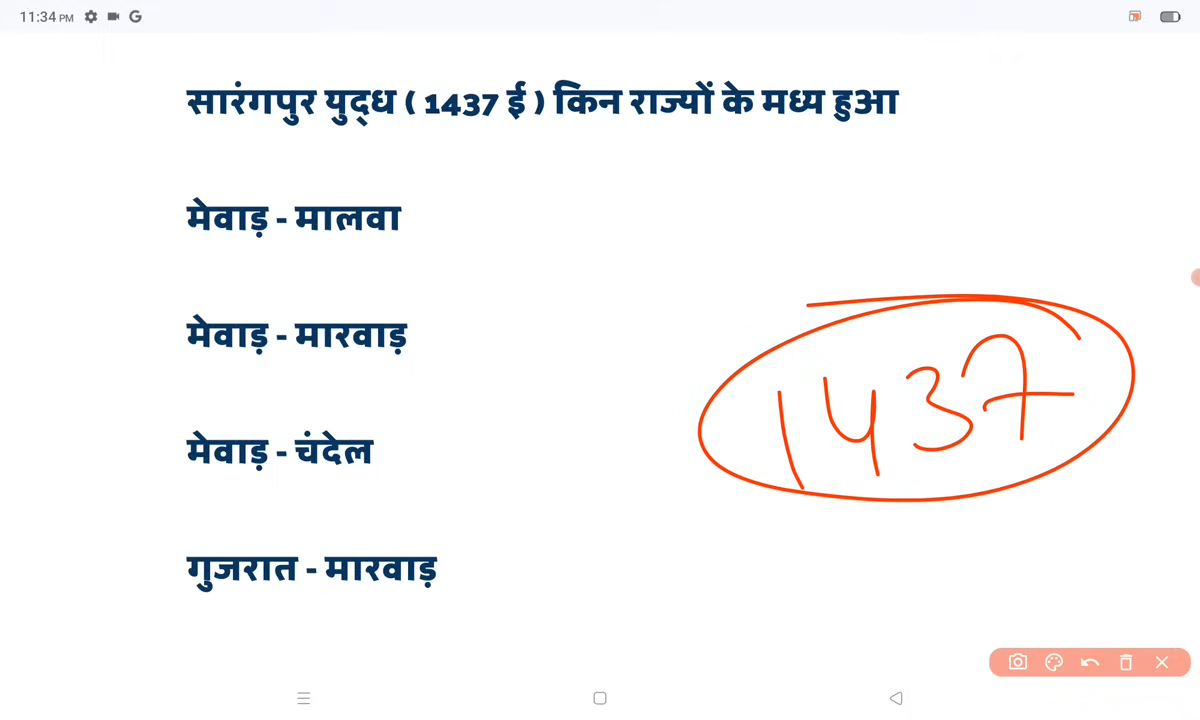 11:34 PM
सारंगपुर युद्ध ( 1437 ई ) किन राज्यों के मध्य हुआ
मेवाड़ - मालवा
मेवाड़ - मारवाड़
मेवाड़ - चंदेल
गुजरात - मारवाड़
1437